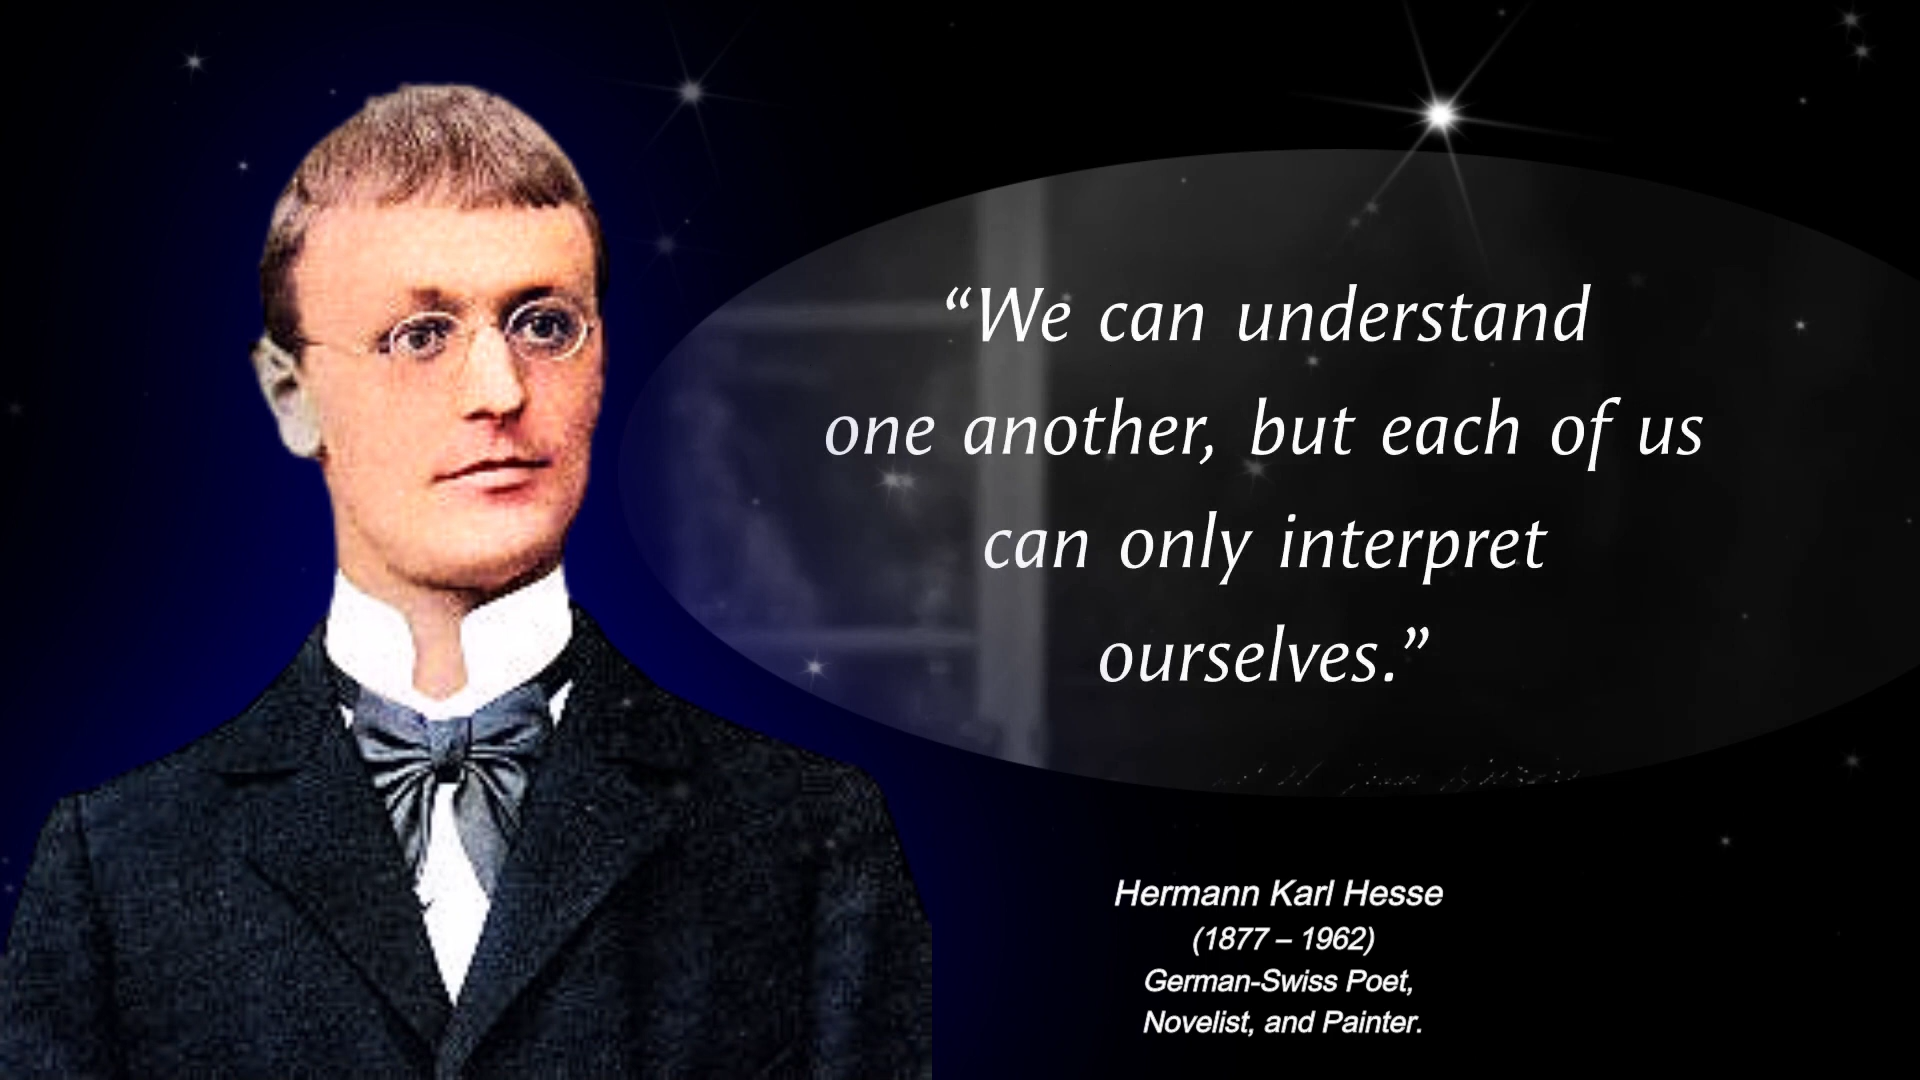 “We can understand
one another, but each of us
can only interpret
ourselves.”
Hermann Karl Hesse
(1877 – 1962)
German-Swiss Poet,
Novelist, and Painter.